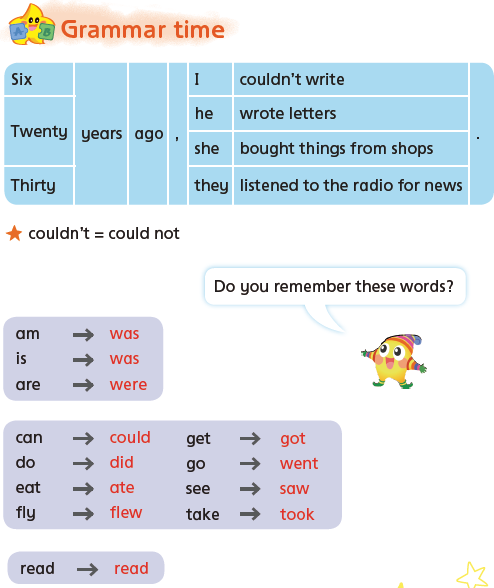 A B
Grammar time
Six I couldn't write
he wrote letters
Twenty years ago , she bought things from shops .
Thirty they listened to the radio for news
couldn't = could not
Do you remember these words?
am → was
is → was
are → were
can → could get → got
do → did go → went
eat → ate see → saw
fly → flew take → took
read → read